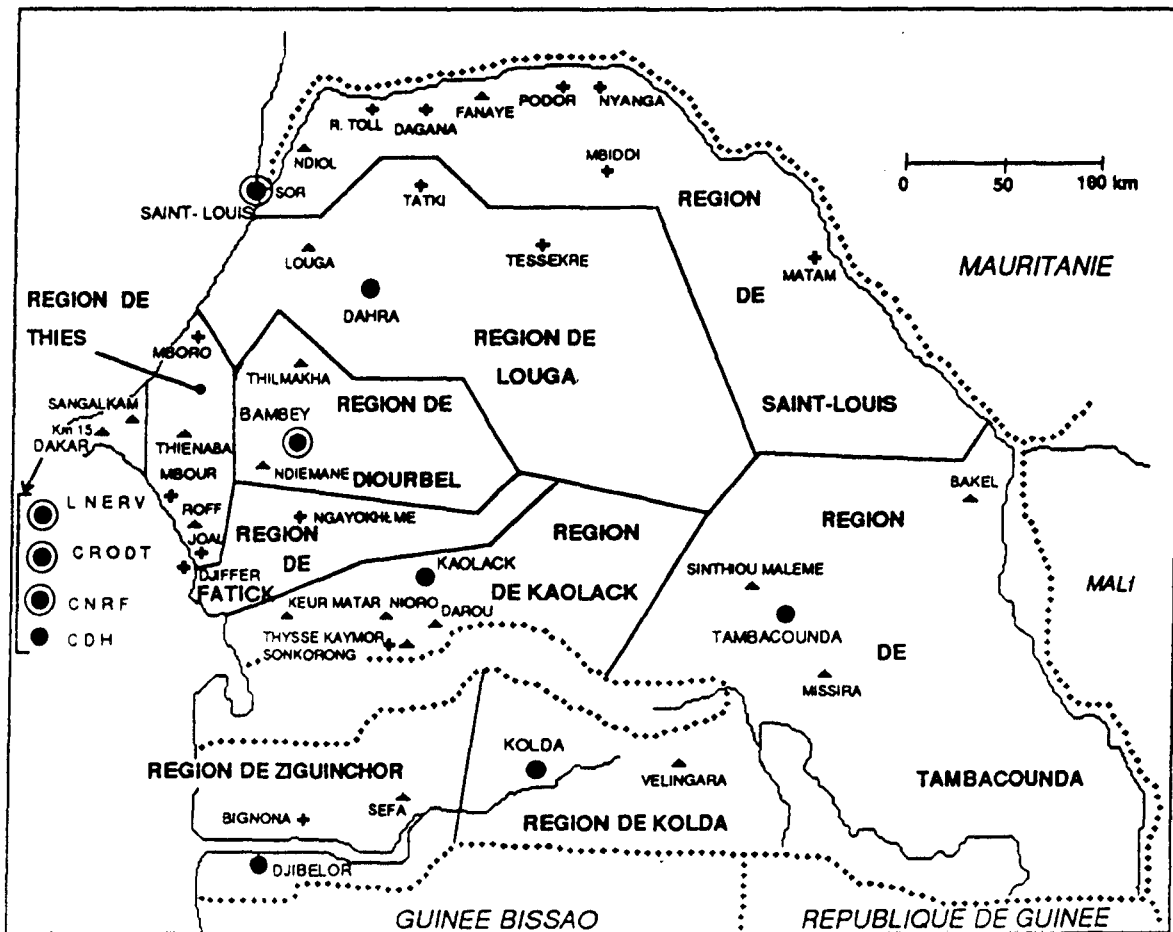 PODOR
NYANGA
FANAYE
R. TOLL
DAGANA
NDIOL
MBIDDI
0 50 100 km
SOR
SAINT-LOUIS
TATKI
REGION
LOUGA
TESSEKRE
MATAM
MAURITANIE
DE
REGION DE
THIES
DAHRA
MBORO
REGION DE
LOUGA
THILMAKHA
REGION DE
SAINT-LOUIS
SANGALKAM
Km 15
DAKAR
BAMBEY
THIENABA
NDIEMANE
DIOURBEL
MBOUR
BAKEL
LNERV
ROFF
JOAL
NGAYOKHEME
REGION
DE
FATICK
REGION
DE KAOLACK
REGION
CRODT
DJIFFER
KAOLACK
SINTHIOU MALEME
MALI
CNRF
KEUR MATAR
NIORO
DAROU
CDH
THYSSE KAYMOR
SONKORONG
TAMBACOUNDA
DE
MISSIRA
KOLDA
REGION DE ZIGUINCHOR
VELINGARA
TAMBACOUNDA
SEFA
BIGNONA
REGION DE KOLDA
DJIBELOR
GUINEE BISSAO
REPUBLIQUE DE GUINEE